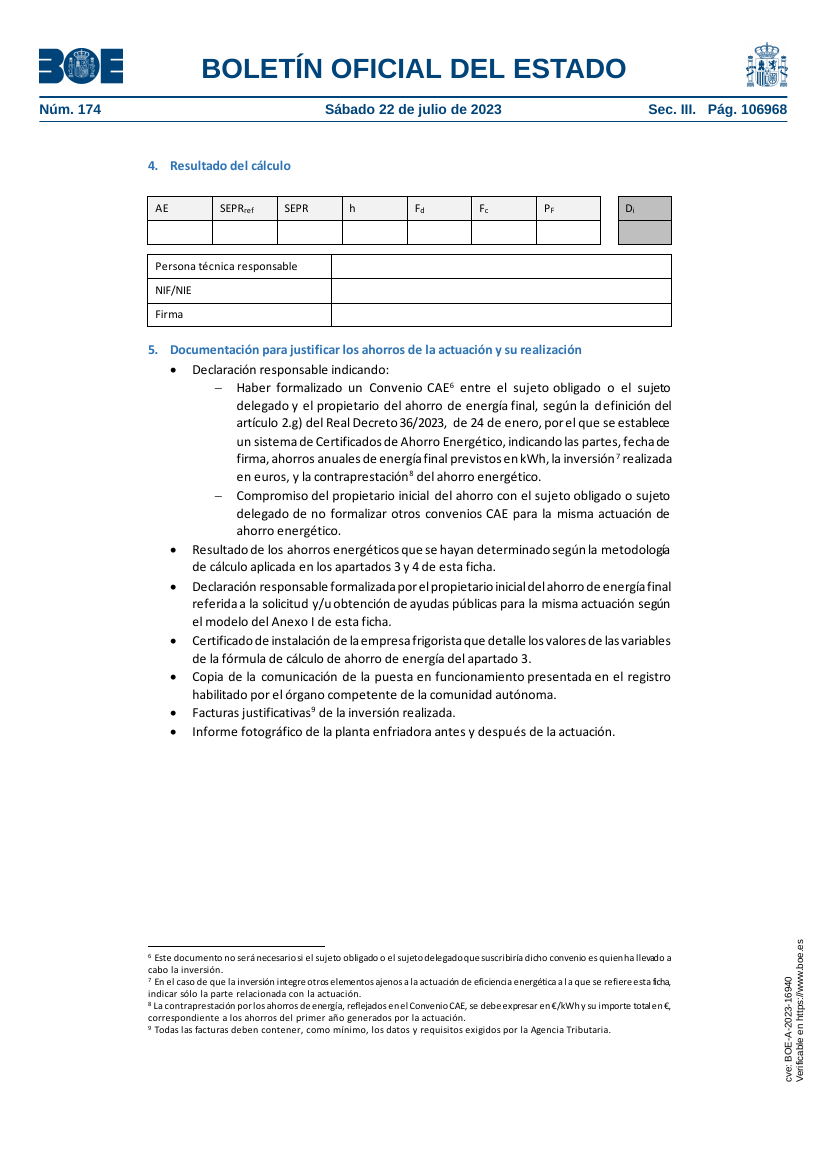 BOE
BOLETÍN OFICIAL DEL ESTADO
Núm. 174 Sábado 22 de julio de 2023 Sec. III. Pág. 106968
4. Resultado del cálculo
AE SEPRref SEPR h Fd Fc PF Di
Persona técnica responsable
NIF/NIE
Firma
5. Documentación para justificar los ahorros de la actuación y su realización
• Declaración responsable indicando:
– Haber formalizado un Convenio CAE⁶ entre el sujeto obligado o el sujeto
delegado y el propietario del ahorro de energía final, según la definición del
artículo 2.g) del Real Decreto 36/2023, de 24 de enero, por el que se establece
un sistema de Certificados de Ahorro Energético, indicando las partes, fecha de
firma, ahorros anuales de energía final previstos en kWh, la inversión⁷ realizada
en euros, y la contraprestación⁸ del ahorro energético.
– Compromiso del propietario inicial del ahorro con el sujeto obligado o sujeto
delegado de no formalizar otros convenios CAE para la misma actuación de
ahorro energético.
• Resultado de los ahorros energéticos que se hayan determinado según la metodología
de cálculo aplicada en los apartados 3 y 4 de esta ficha.
• Declaración responsable formalizada por el propietario inicial del ahorro de energía final
referida a la solicitud y/u obtención de ayudas públicas para la misma actuación según
el modelo del Anexo I de esta ficha.
• Certificado de instalación de la empresa frigorista que detalle los valores de las variables
de la fórmula de cálculo de ahorro de energía del apartado 3.
• Copia de la comunicación de la puesta en funcionamiento presentada en el registro
habilitado por el órgano competente de la comunidad autónoma.
• Facturas justificativas⁹ de la inversión realizada.
• Informe fotográfico de la planta enfriadora antes y después de la actuación.
⁶ Este documento no será necesario si el sujeto obligado o el sujeto delegado que suscribiría dicho convenio es quien ha llevado a
cabo la inversión.
⁷ En el caso de que la inversión integre otros elementos ajenos a la actuación de eficiencia energética a la que se refiere esta ficha,
indicar sólo la parte relacionada con la actuación.
⁸ La contraprestación por los ahorros de energía, reflejados en el Convenio CAE, se debe expresar en €/kWh y su importe total en €,
correspondiente a los ahorros del primer año generados por la actuación.
⁹ Todas las facturas deben contener, como mínimo, los datos y requisitos exigidos por la Agencia Tributaria.
cve: BOE-A-2023-16940
Verificable en https://www.boe.es